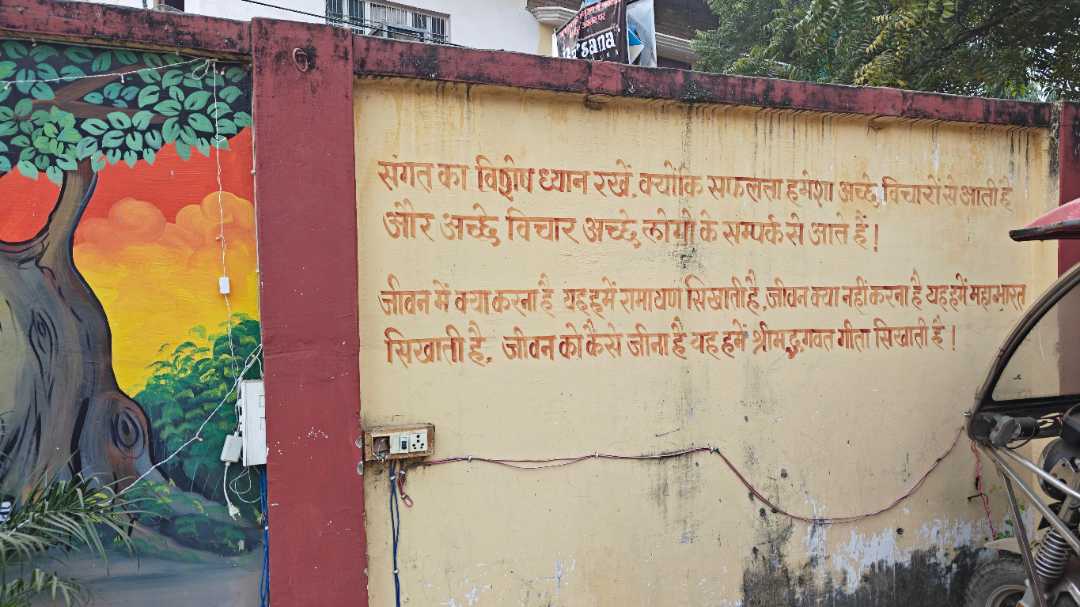 rsana
संगत का विशेष ध्यान रखें, क्योकि सफलता हमेशा अच्छे विचारों से आती है
और अच्छे विचार अच्छे लोगो के सम्पर्क से आते हैं!
जीवन में क्या करना है यह हमें रामायण सिखाती है, जीवन क्या नहीं करना है यह हमें महाभारत
सिखाती है, जीवन को कैसे जीना है यह हमें श्रीमद्भगवत गीता सिखाती है!